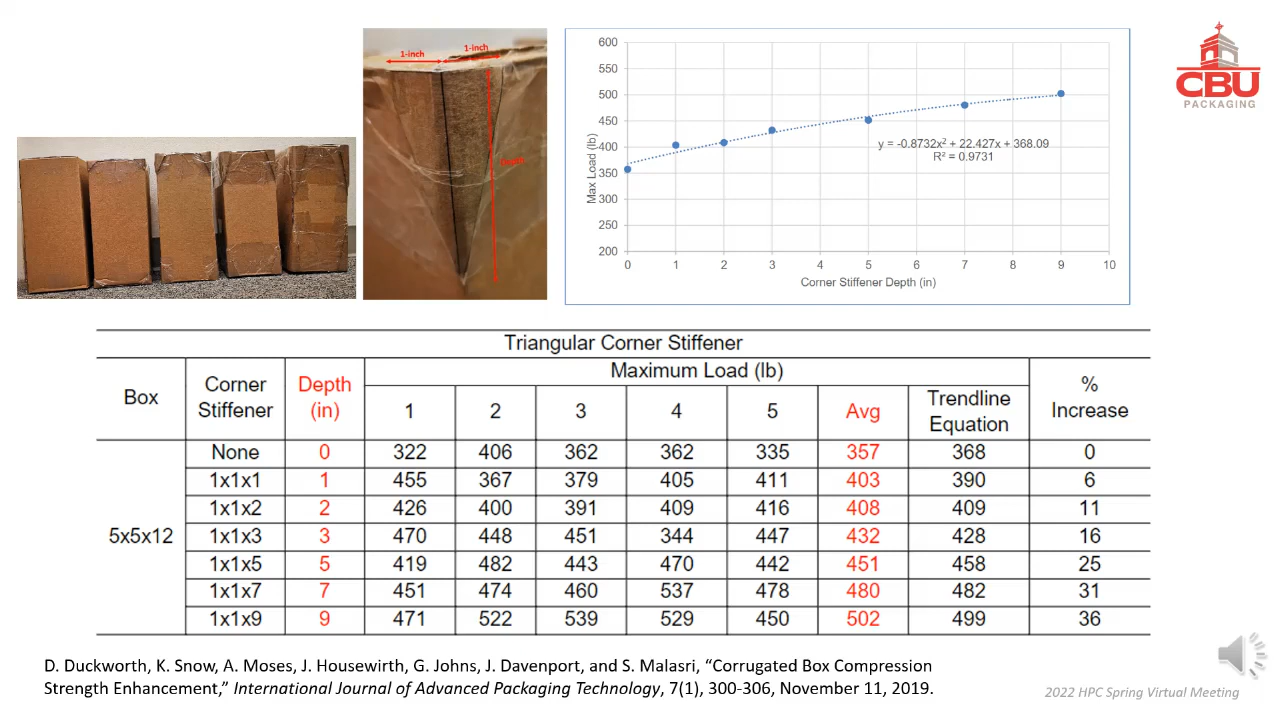 1-inch
1-inch
Depth
600
550
500
450
400
350
300
250
200
Max Load (lb)
y = -0.8732x² + 22.427x + 368.09
R² = 0.9731
0 1 2 3 4 5 6 7 8 9 10
Corner Stiffener Depth (in)
CBU
PACKAGING
Triangular Corner Stiffener
Box Corner Stiffener Depth (in) Maximum Load (lb) % Increase
1 2 3 4 5 Avg Trendline Equation
None 0 322 406 362 362 335 357 368 0
1x1x1 1 455 367 379 405 411 403 390 6
1x1x2 2 426 400 391 409 416 408 409 11
5x5x12 1x1x3 3 470 448 451 344 447 432 428 16
1x1x5 5 419 482 443 470 442 451 458 25
1x1x7 7 451 474 460 537 478 480 482 31
1x1x9 9 471 522 539 529 450 502 499 36
D. Duckworth, K. Snow, A. Moses, J. Housewirth, G. Johns, J. Davenport, and S. Malasri, “Corrugated Box Compression
Strength Enhancement,” International Journal of Advanced Packaging Technology, 7(1), 300-306, November 11, 2019.
2022 HPC Spring Virtual Meeting